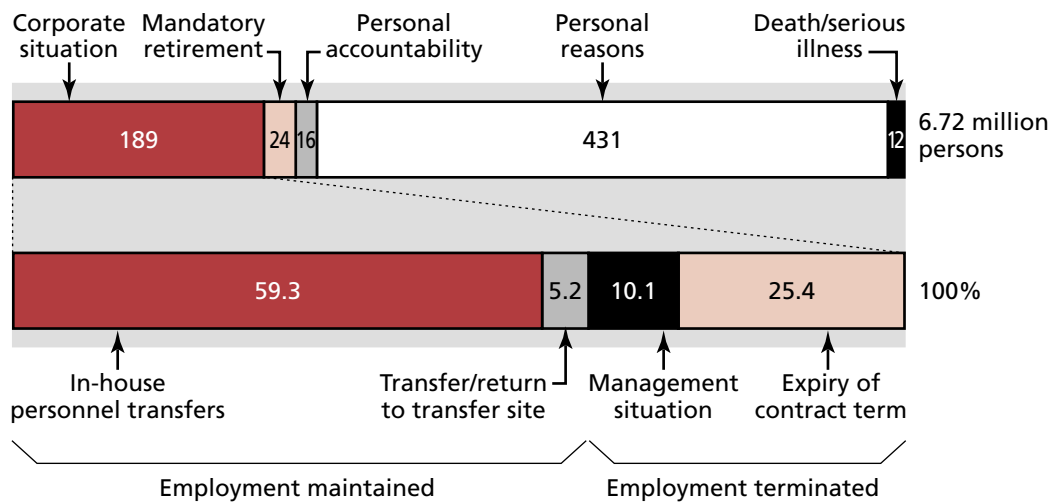 Corporate
situation
Mandatory
retirement
Personal
accountability
Personal
reasons
Death/serious
illness
189
24
16
431
12
6.72 million
persons
59.3
5.2
10.1
25.4
100%
In-house
personnel transfers
Transfer/return
to transfer site
Management
situation
Expiry of
contract term
Employment maintained
Employment terminated